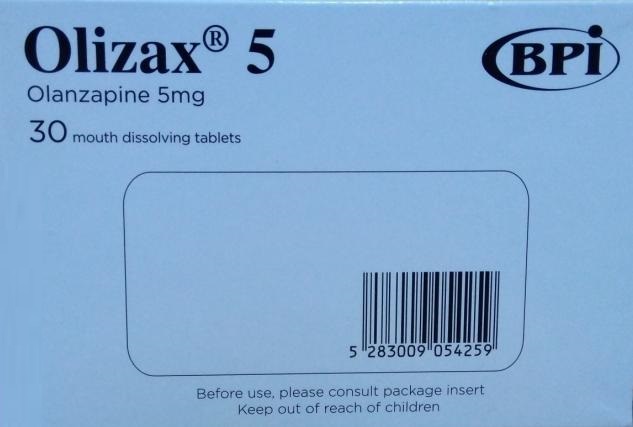 Olizax® 5
BPi
Olanzapine 5mg
30 mouth dissolving tablets
5 283009 054259
Before use, please consult package insert
Keep out of reach of children